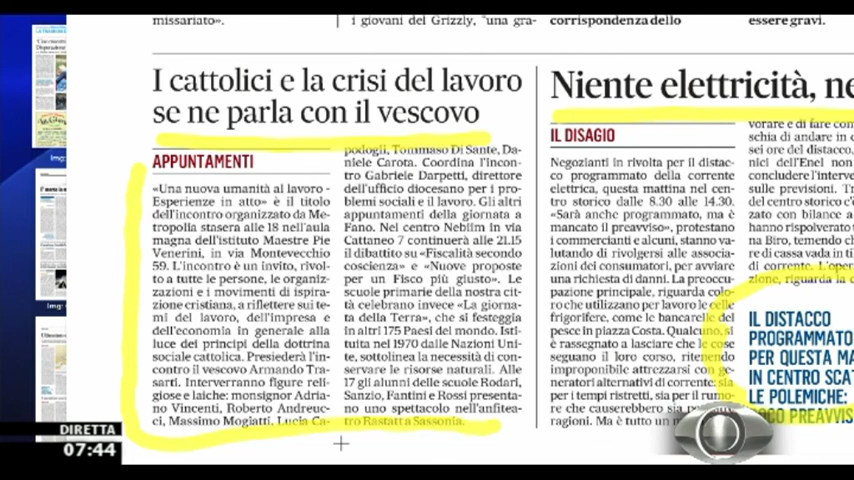 missariato».
i giovani del Grizzly, "una gra-
corrispondenza dello
essere gravi.
I cattolici e la crisi del lavoro
se ne parla con il vescovo
APPUNTAMENTI
«Una nuova umanità al lavoro -
Esperienze in atto» è il titolo
dell'incontro organizzato da Me-
tropolia stasera alle 18 nell'aula
magna dell'istituto Maestre Pie
Venerini, in via Montevecchio
59. L'incontro è un invito, rivol-
to a tutte le persone, le organiz-
zazioni e i movimenti di ispira-
zione cristiana, a riflettere sui te-
mi del lavoro, dell'impresa e
dell'economia in generale alla
luce dei principi della dottrina
sociale cattolica. Presiederà l'in-
contro il vescovo Armando Tra-
sarti. Interverranno figure reli-
giose e laiche: monsignor Adria-
no Vincenti, Roberto Andreuc-
ci, Massimo Mogiatti, Lucia Ca-
podogli, Tommaso Di Sante, Da-
niele Carota. Coordina l'incon-
tro Gabriele Darpetti, direttore
dell'ufficio diocesano per i pro-
blemi sociali e il lavoro. Gli altri
appuntamenti della giornata a
Fano. Nel centro Neblim in via
Cattaneo 7 continuerà alle 21.15
il dibattito su «Fiscalità secondo
coscienza» e «Nuove proposte
per un Fisco più giusto». Le
scuole primarie della nostra cit-
tà celebrano invece «La giorna-
ta della Terra», che si festeggia
in altri 175 Paesi del mondo. Isti-
tuita nel 1970 dalle Nazioni Uni-
te, sottolinea la necessità di con-
servare le risorse naturali. Alle
17 gli alunni delle scuole Rodari,
Sanzio, Fantini e Rossi presenta-
no uno spettacolo nell'anfitea-
tro Rastatt a Sassonia.
Niente elettricità, ne
IL DISAGIO
Negozianti in rivolta per il distac-
co programmato della corrente
elettrica, questa mattina nel cen-
tro storico dalle 8.30 alle 14.30.
«Sarà anche programmato, ma è
mancato il preavviso», protestano
i commercianti e alcuni, stanno va-
lutando di rivolgersi alle associa-
zioni dei consumatori, per avviare
una richiesta di danni. La preoccu-
pazione principale, riguarda colo-
ro che utilizzano per lavoro le celle
frigorifere, come le bancarelle del
pesce in piazza Costa. Qualcuno, si
è rassegnato a lasciare che le cose
seguano il loro corso, ritenendo
improponibile attrezzarsi con ge-
neratori alternativi di corrente: sia
per i tempi ristretti, sia per il rumo-
re che causerebbero sia
ragioni. Ma è tutto un
vorare e di fare com
schia di andare in c
sei ore del distacco,
nici dell'Enel non
concludere l'interve
sulle previsioni. Tr
del centro storico c'è
zato con bilance a
hanno rispolverato
na Biro, temendo che
di cassa vada in til
di corrente. L'oper
zione, riguarda la c
IL DISTACCO
PROGRAMMATO
PER QUESTA MA
IN CENTRO SCAT
LE POLEMICHE:
POCO PREAVVIS
DIRETTA
07:44